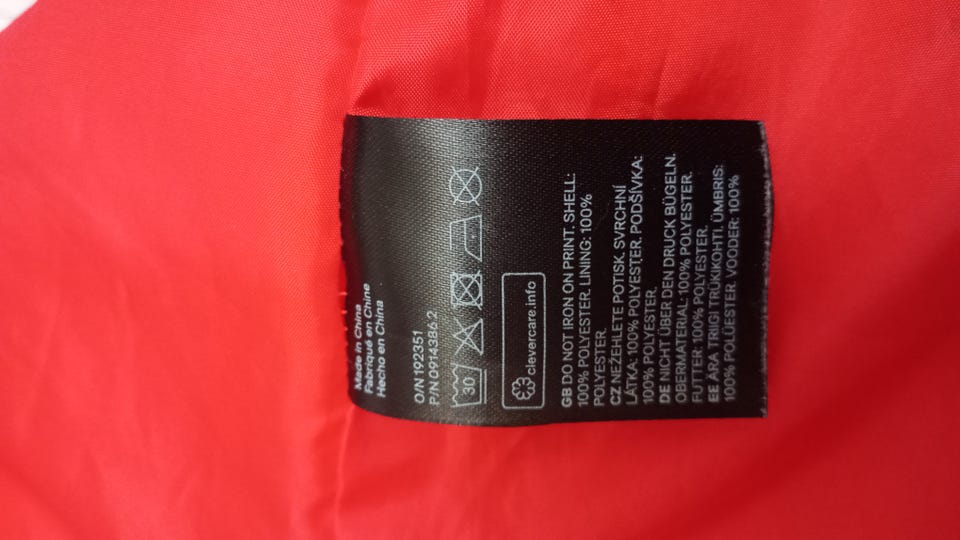 Made in China
Fabriqué en Chine
Hecho en China
O/N 192351
P/N 0914386.2
30
clevercare.info
GB DO NOT IRON ON PRINT. SHELL:
100% POLYESTER, LINING: 100%
POLYESTER.
CZ NEŽEHLETE POTISK. SVRCHNÍ
LÁTKA: 100% POLYESTER. PODŠÍVKA:
100% POLYESTER.
DE NICHT ÜBER DEN DRUCK BÜGELN.
OBERMATERIAL: 100% POLYESTER.
FUTTER: 100% POLYESTER.
EE ÄRA TRIIGI TRÜKIKOHTI. ÜMBRIS:
100% POLÜESTER. VOODER: 100%